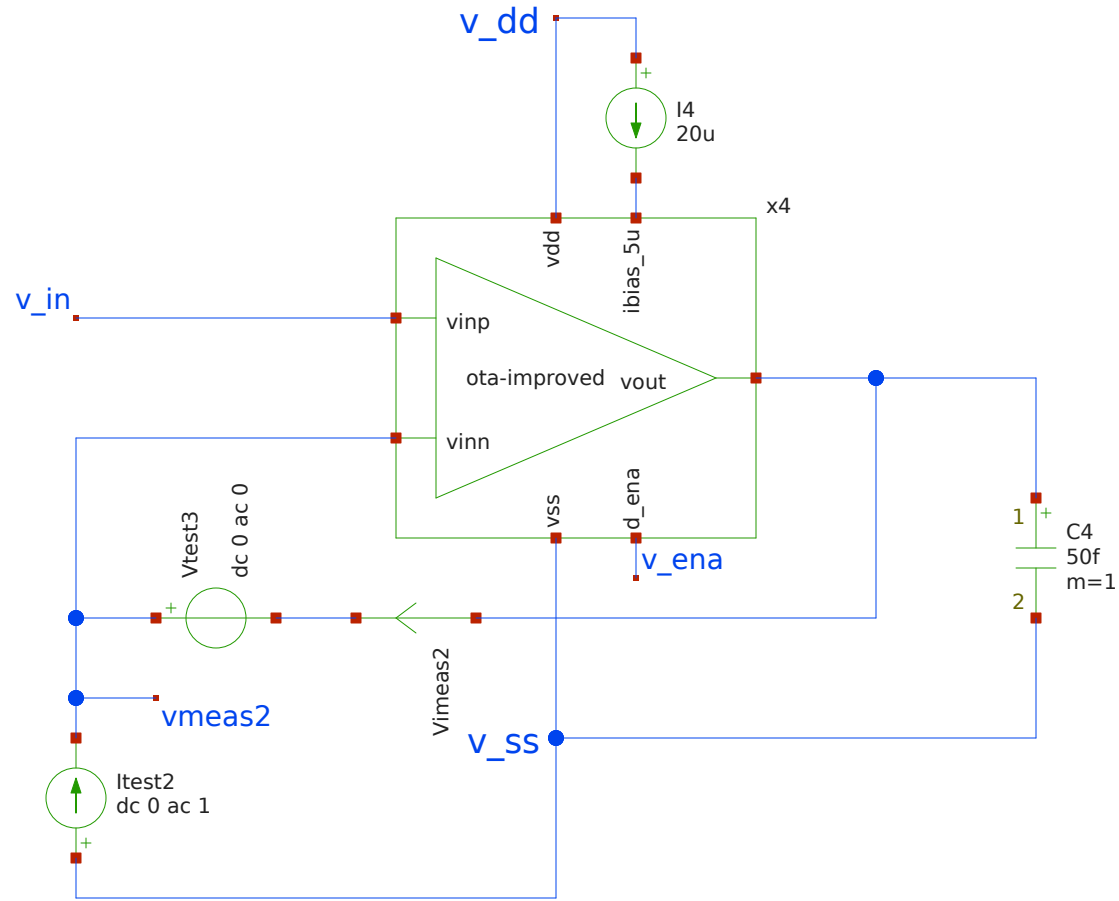 v_dd
+
I4
20u
x4
vdd
ibias_5u
v_in
vinp
ota-improved
vout
vinn
vss
d_ena
v_ena
Vtest3
dc 0 ac 0
+
Vimeas2
1
+
C4
50f
m=1
2
vmeas2
v_ss
Itest2
dc 0 ac 1
+